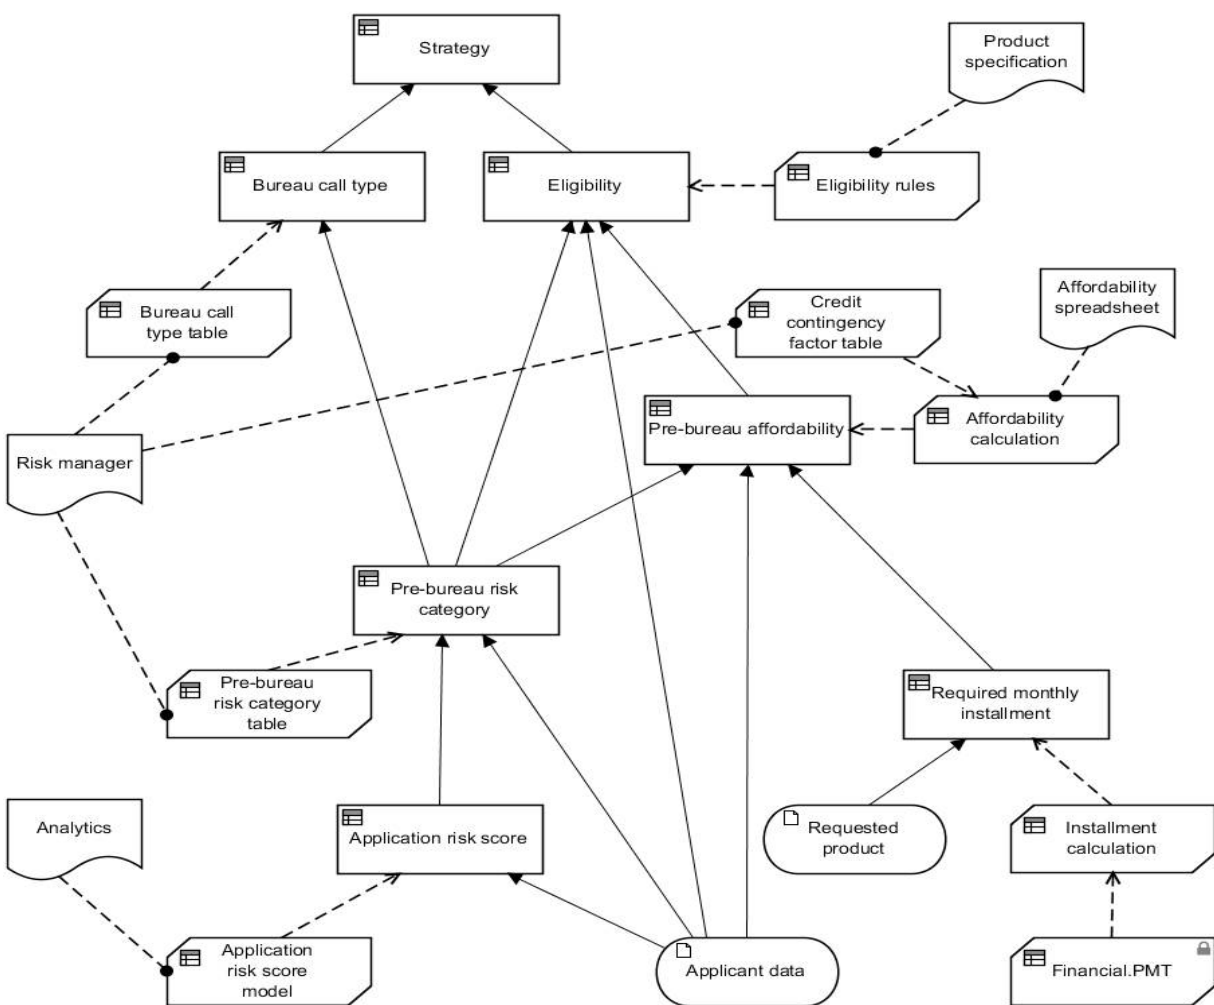 Strategy
Product
specification
Bureau call type
Eligibility
Eligibility rules
Bureau call
type table
Credit
contingency
factor table
Affordability
spreadsheet
Pre-bureau affordability
Affordability
calculation
Risk manager
Pre-bureau risk
category
Pre-bureau
risk category
table
Required monthly
installment
Analytics
Application risk score
Requested
product
Installment
calculation
Application
risk score
model
Applicant data
Financial.PMT